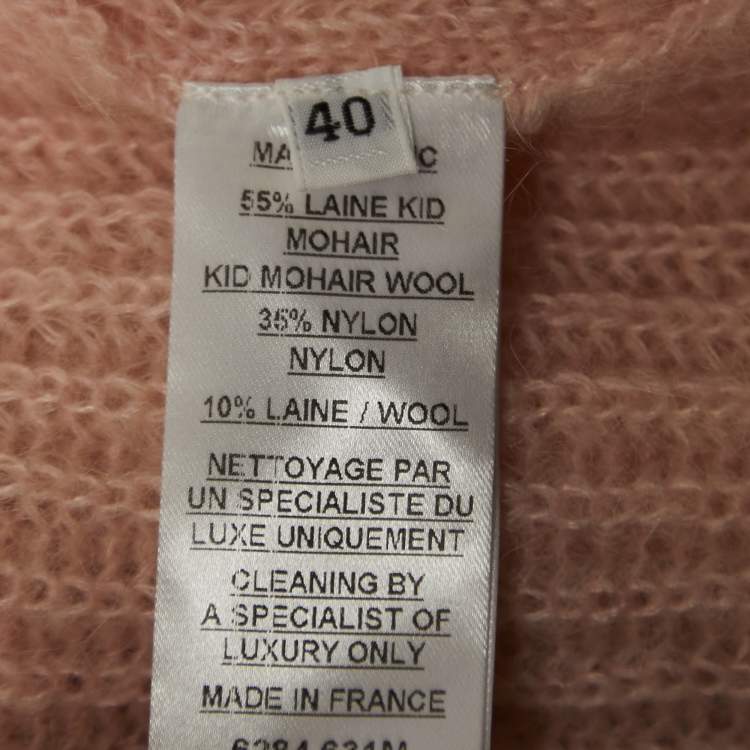 40
55% LAINE KID
MOHAIR
KID MOHAIR WOOL
35% NYLON
NYLON
10% LAINE / WOOL
NETTOYAGE PAR
UN SPECIALISTE DU
LUXE UNIQUEMENT
CLEANING BY
A SPECIALIST OF
LUXURY ONLY
MADE IN FRANCE